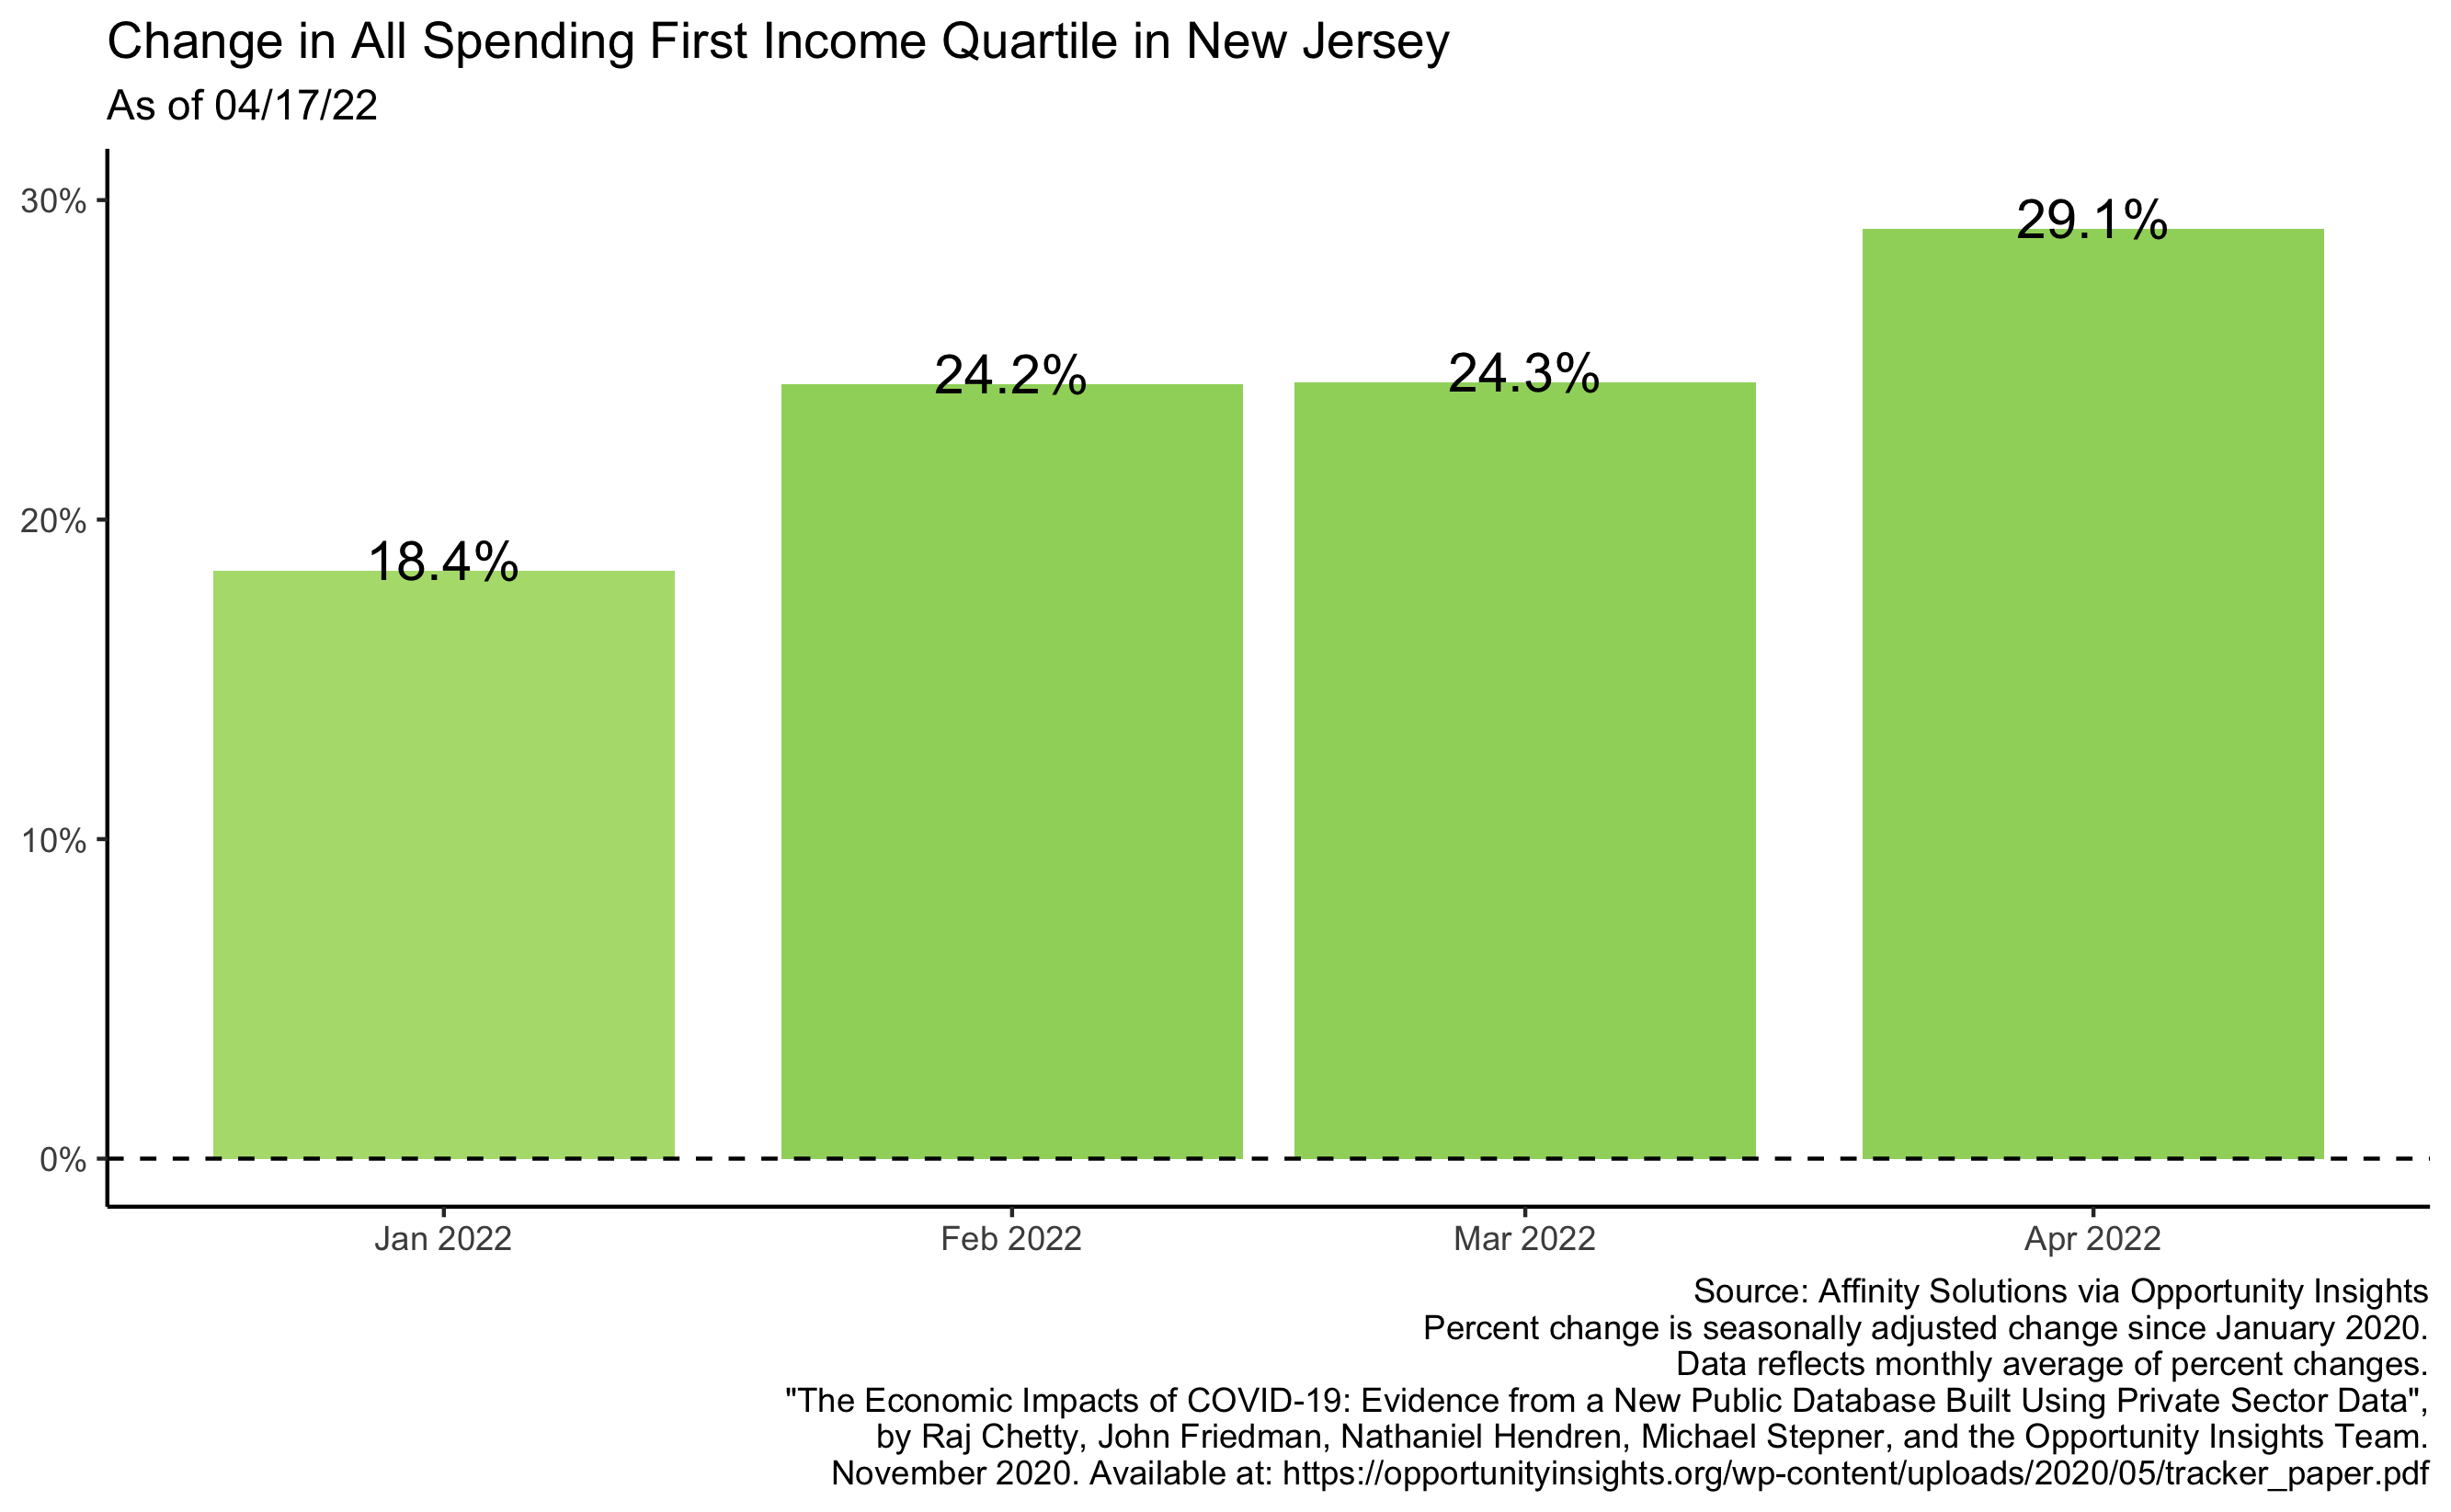 Change in All Spending First Income Quartile in New Jersey
As of 04/17/22
30%
20%
10%
0%
18.4%
24.2%
24.3%
29.1%
Jan 2022
Feb 2022
Mar 2022
Apr 2022
Source: Affinity Solutions via Opportunity Insights
Percent change is seasonally adjusted change since January 2020.
Data reflects monthly average of percent changes.
"The Economic Impacts of COVID-19: Evidence from a New Public Database Built Using Private Sector Data",
by Raj Chetty, John Friedman, Nathaniel Hendren, Michael Stepner, and the Opportunity Insights Team.
November 2020. Available at: https://opportunityinsights.org/wp-content/uploads/2020/05/tracker_paper.pdf